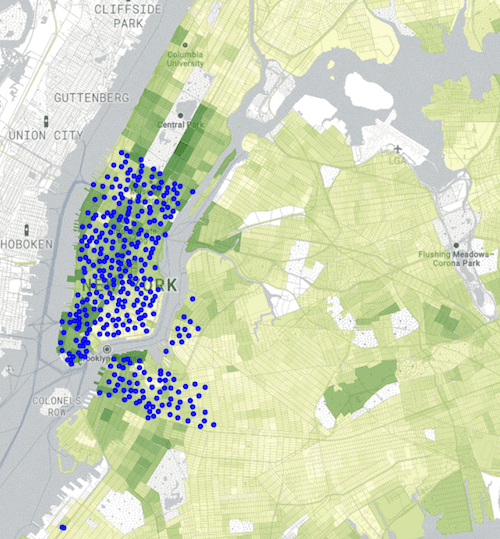 CLIFFSIDE
PARK
Columbia
University
GUTTENBERG
Central Park
UNION CITY
LGA
HOBOKEN
Flushing Meadows–
Corona Park
NEW YORK
Brooklyn
COLONELS
ROW